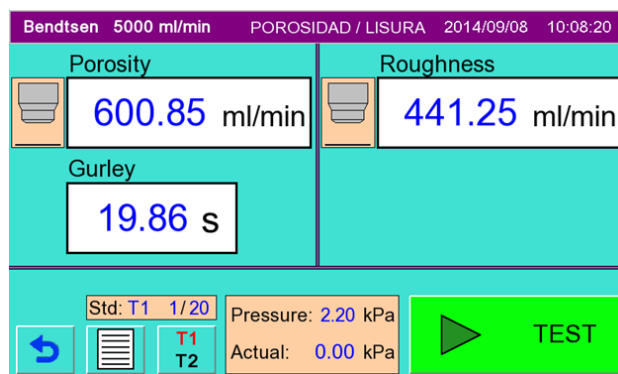 Bendtsen 5000 ml/min POROSIDAD / LISURA 2014/09/08 10:08:20
Porosity
600.85 ml/min
Roughness
441.25 ml/min
Gurley
19.86 s
Std: T1 1/20
T1
T2
Pressure: 2.20 kPa
Actual: 0.00 kPa
TEST